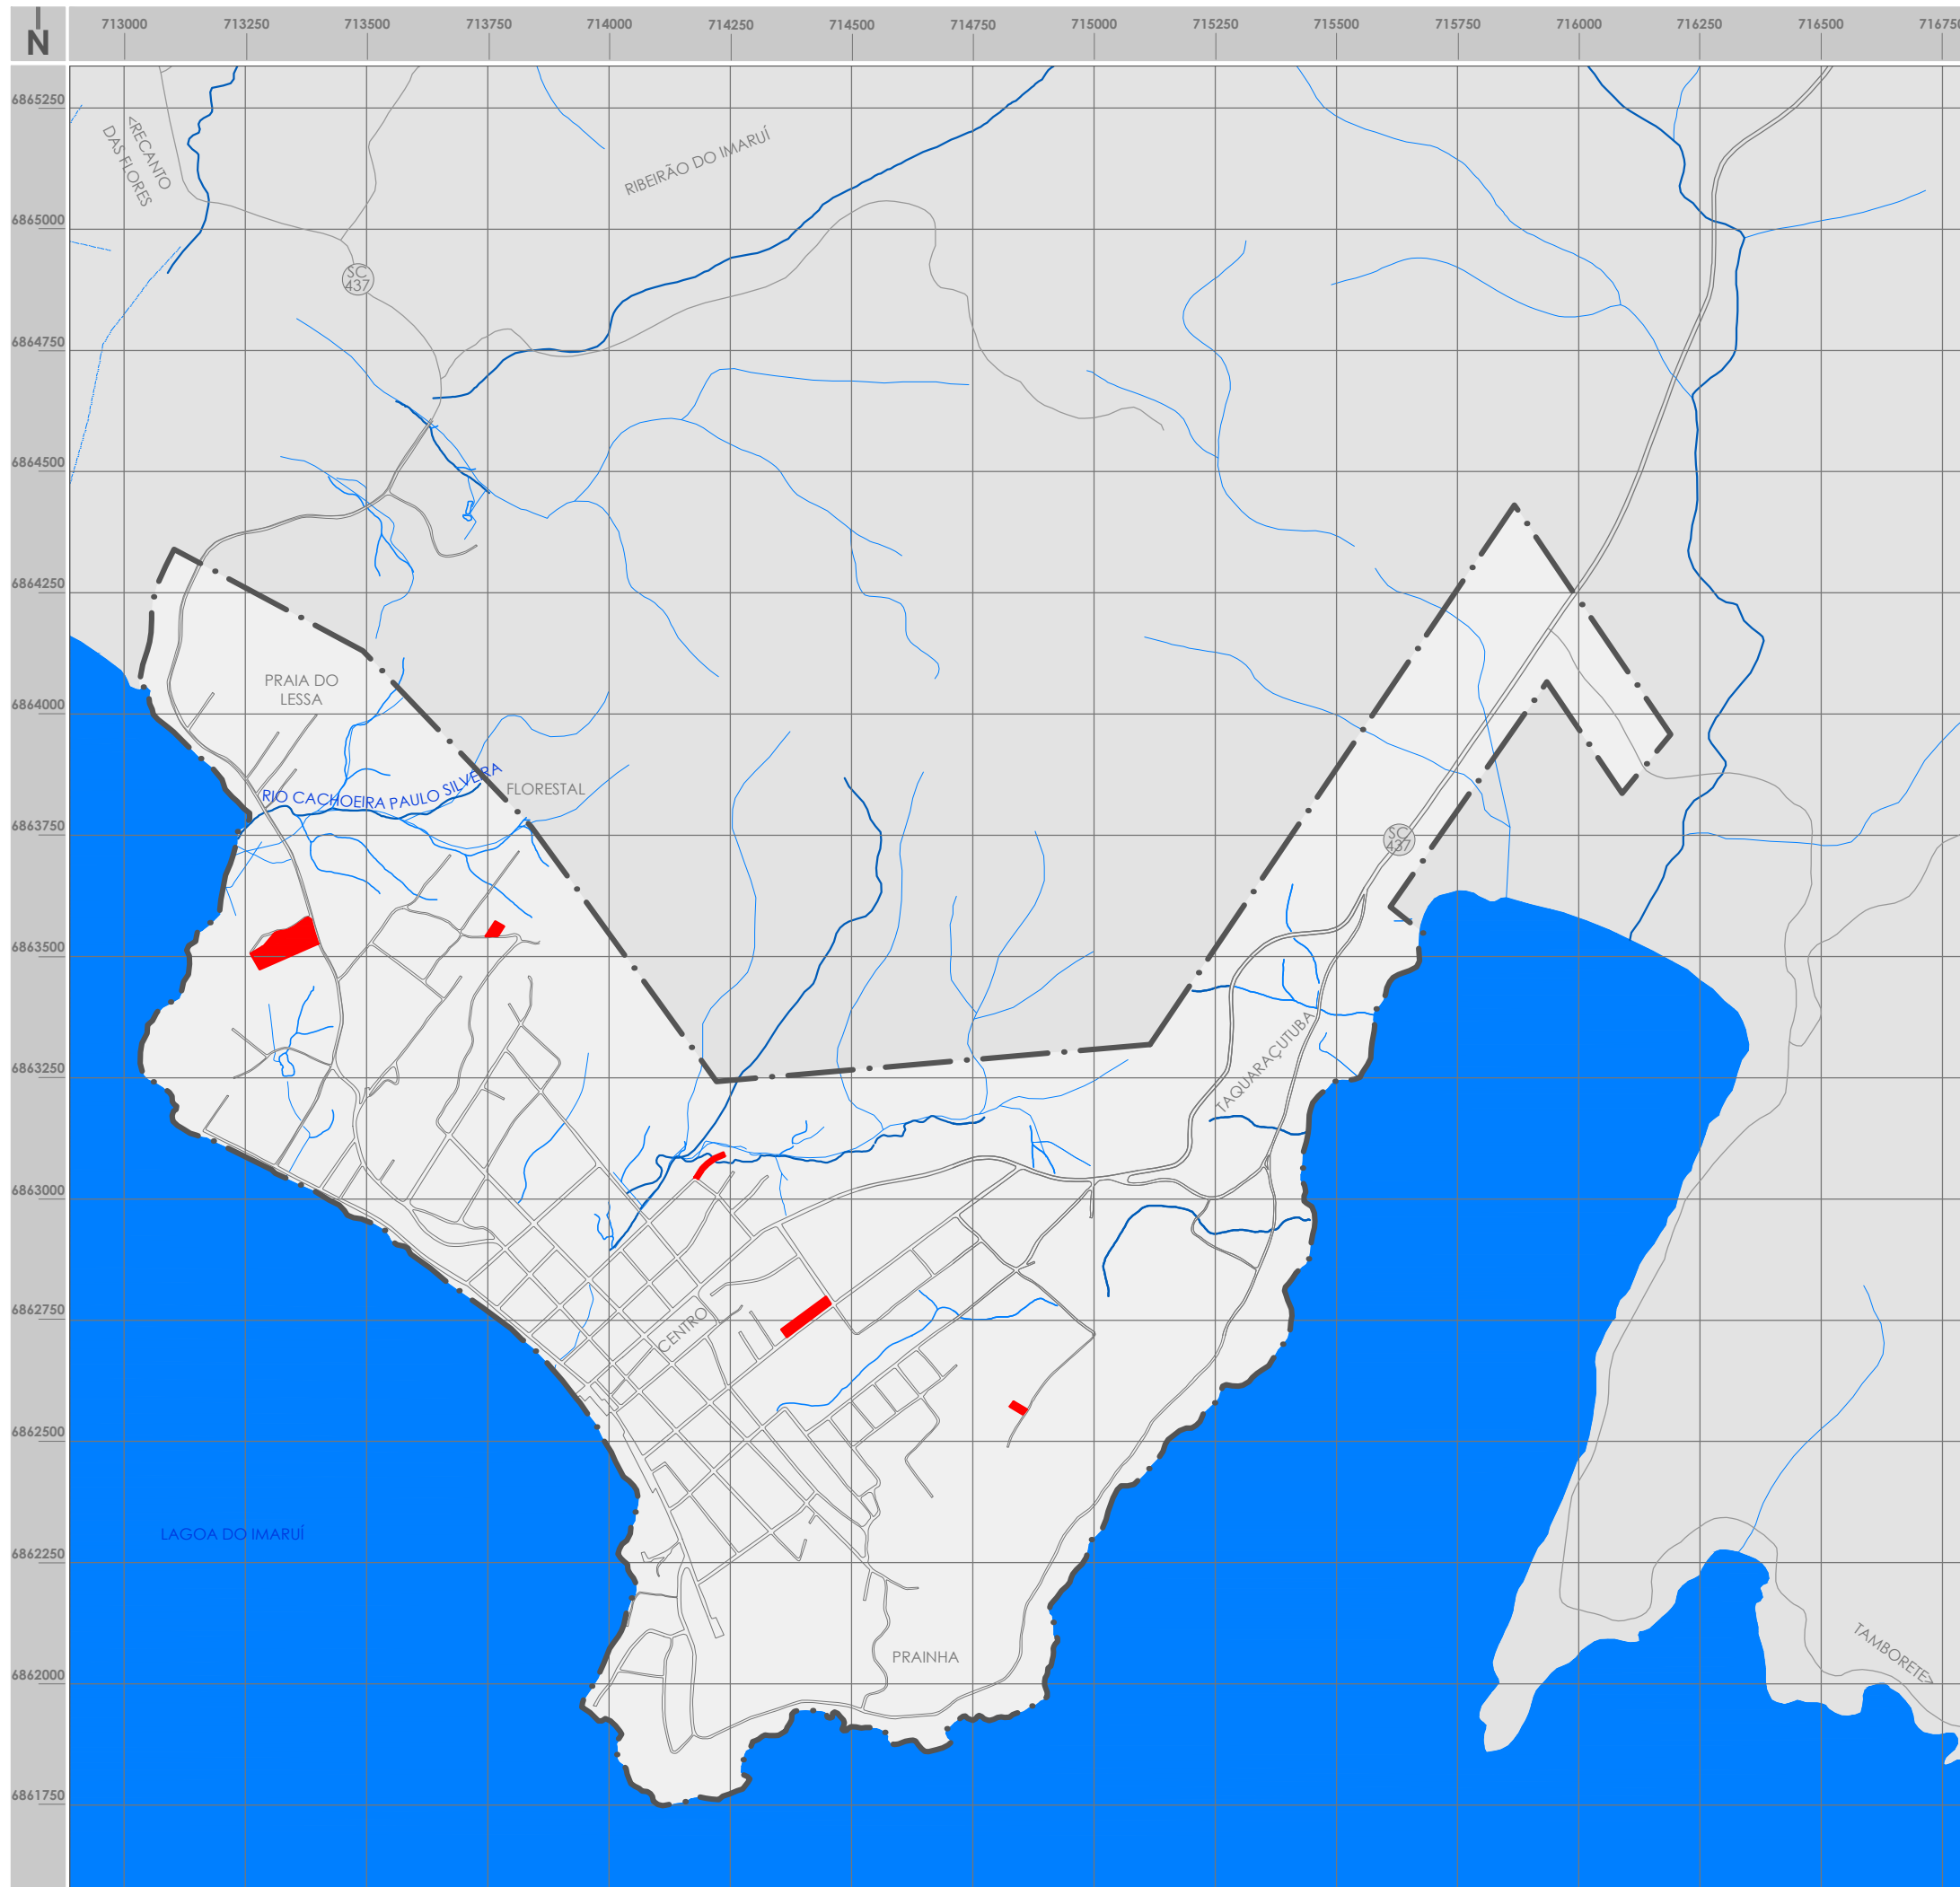 N
713000 713250 713500 713750 714000 714250 714500 714750 715000 715250 715500 715750 716000 716250 716500 71675
6865250
<RECANTO
DAS FLORES
RIBEIRÃO DO IMARUÍ
6865000
SC
437
6864750
6864500
6864250
PRAIA DO
LESSA
6864000
RIO CACHOEIRA PAULO SILVERA
FLORESTAL
6863750
SC
437
6863500
TAQUARAÇUTUBA
6863250
6863000
CENTRO
6862750
6862500
LAGOA DO IMARUÍ
6862250
PRAINHA
TAMBORETE>
6862000
6861750